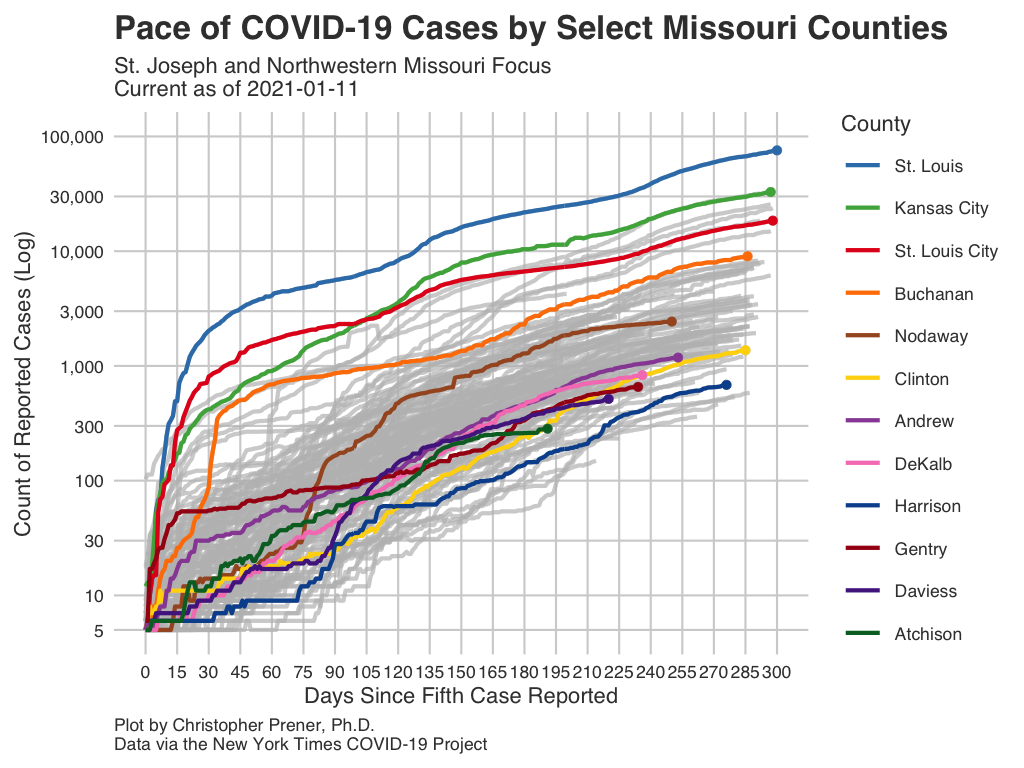 Pace of COVID-19 Cases by Select Missouri Counties
St. Joseph and Northwestern Missouri Focus
Current as of 2021-01-11
County
100,000
30,000
10,000
3,000
1,000
300
100
30
10
5
Count of Reported Cases (Log)
St. Louis
Kansas City
St. Louis City
Buchanan
Nodaway
Clinton
Andrew
DeKalb
Harrison
Gentry
Daviess
Atchison
0 15 30 45 60 75 90 105 120 135 150 165 180 195 210 225 240 255 270 285 300
Days Since Fifth Case Reported
Plot by Christopher Prener, Ph.D.
Data via the New York Times COVID-19 Project